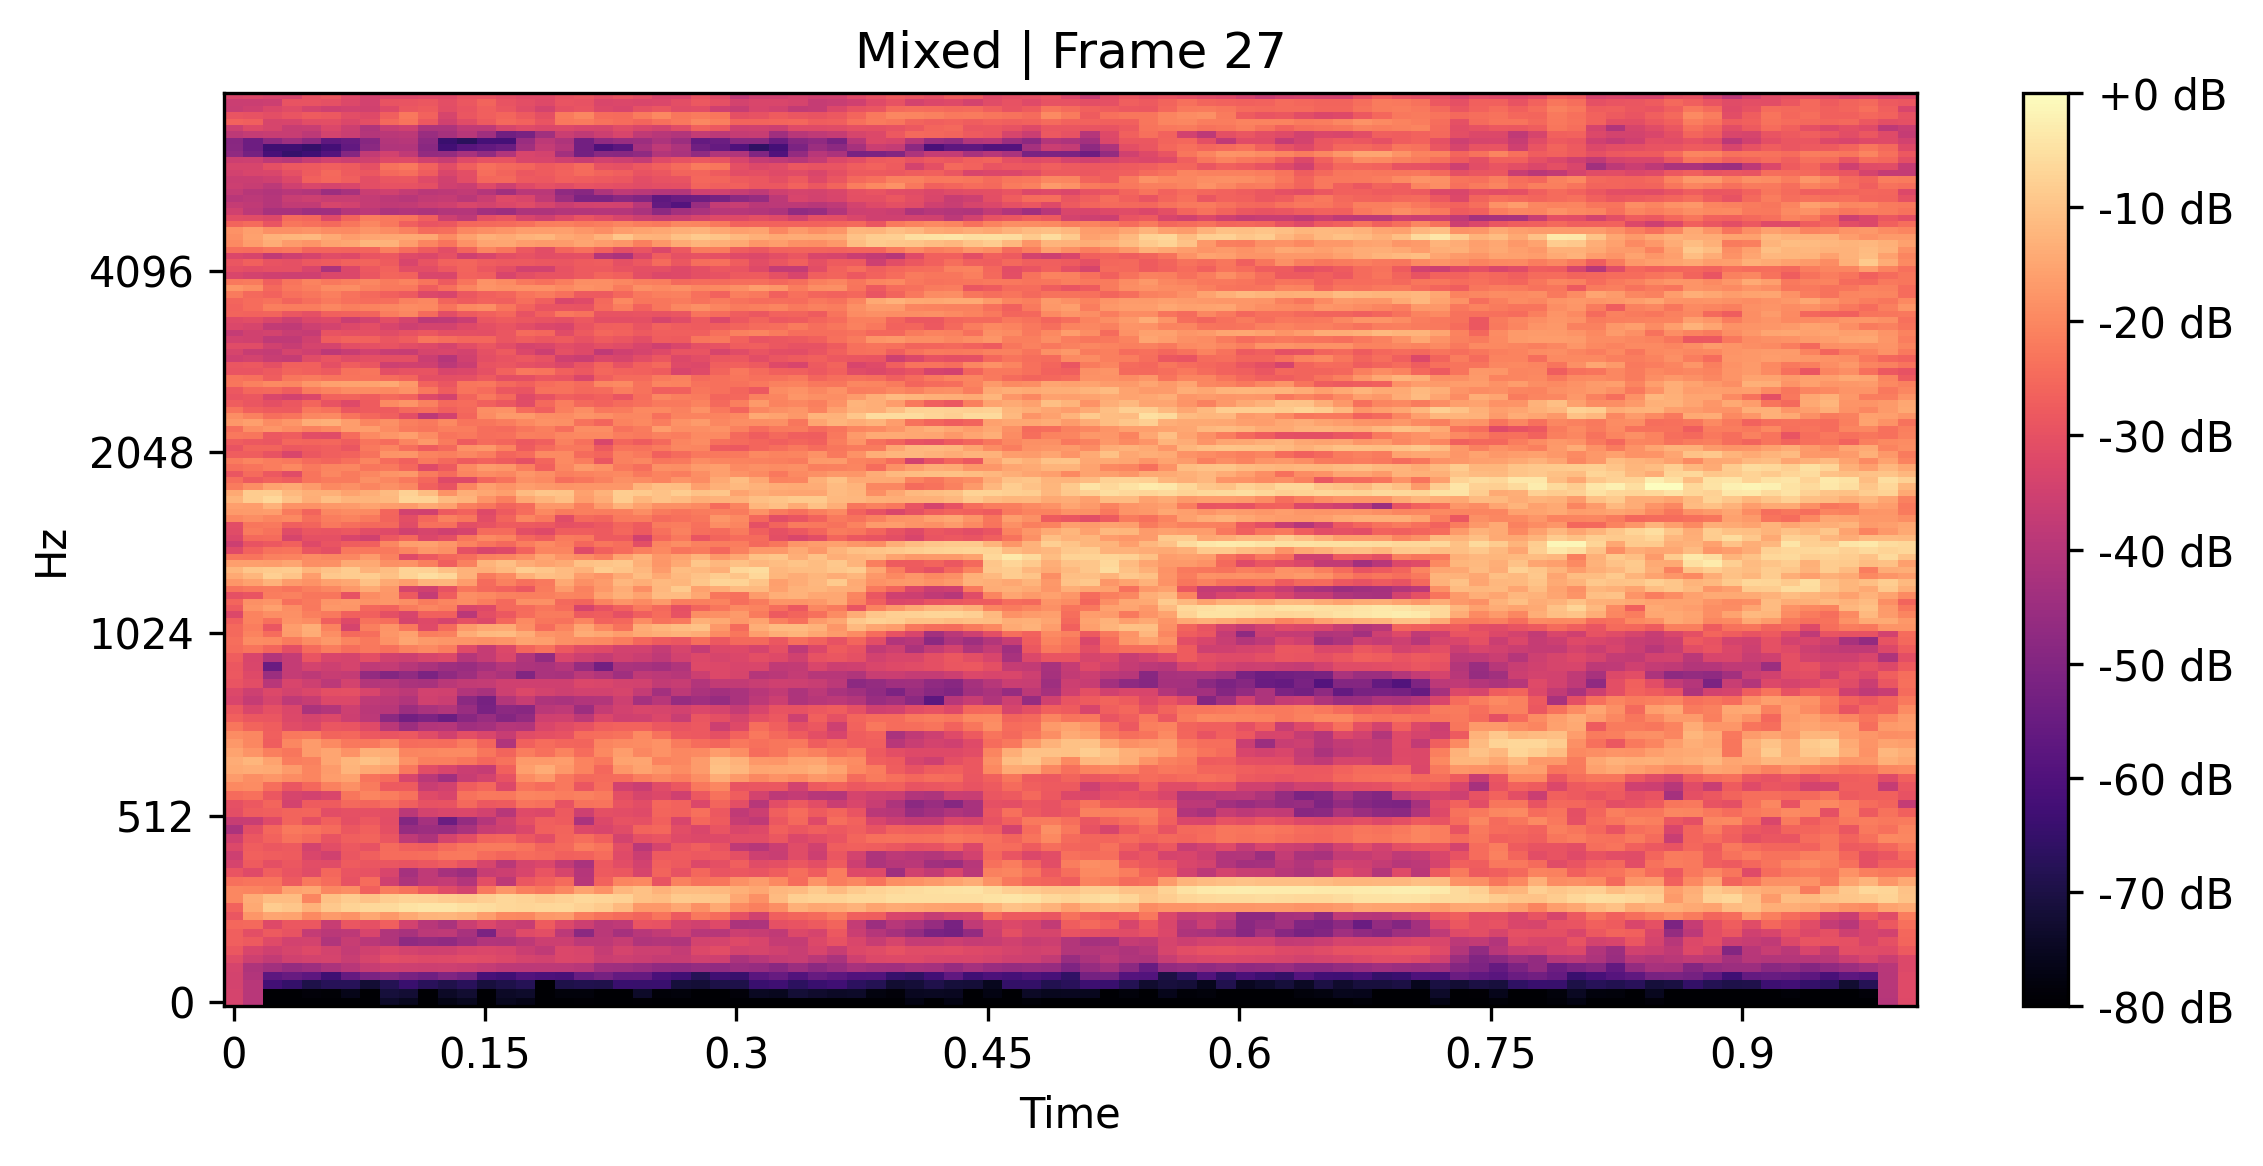 Mixed | Frame 27
+0 dB
-10 dB
-20 dB
-30 dB
-40 dB
-50 dB
-60 dB
-70 dB
-80 dB
Hz
4096
2048
1024
512
0
0 0.15 0.3 0.45 0.6 0.75 0.9
Time